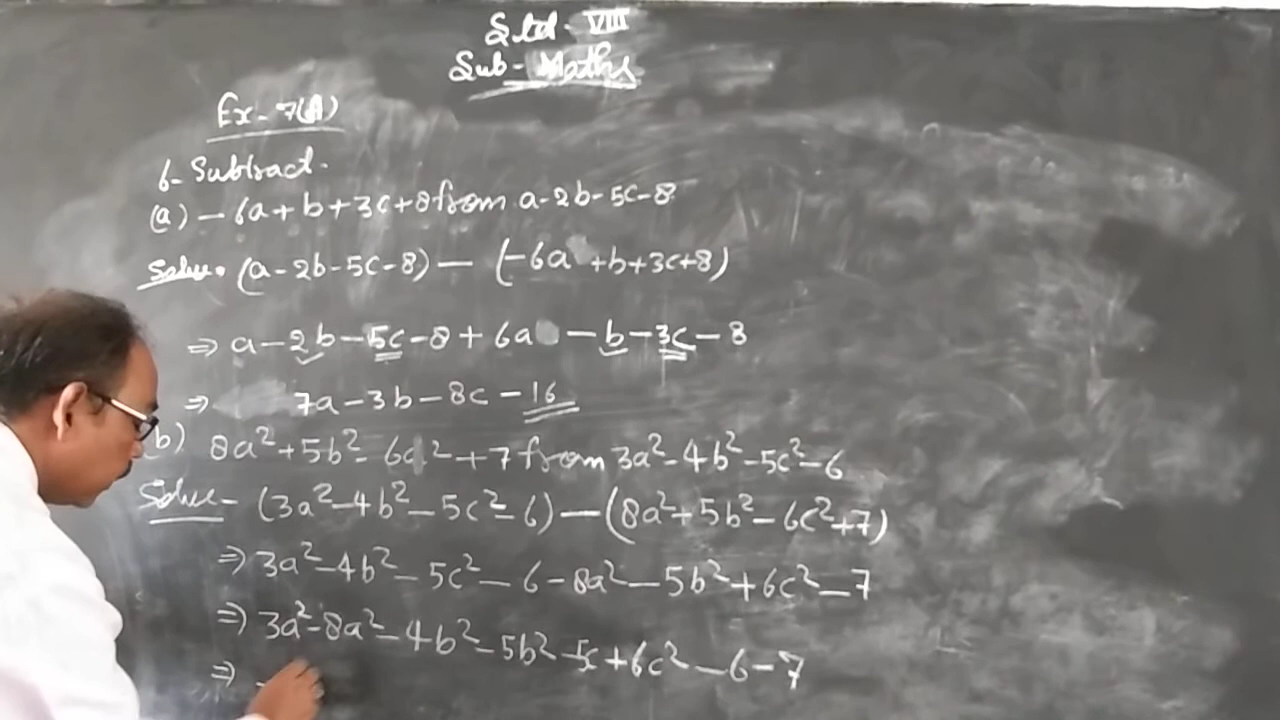 Std - VIII
Sub - Maths
Ex - 7(A)
6- Subtract.
(a) - 6a + b + 3c + 8 from a - 2b - 5c - 8
Solve. (a - 2b - 5c - 8) - (-6a + b + 3c + 8)
⇒ a - 2b - 5c - 8 + 6a - b - 3c - 8
⇒ 7a - 3b - 8c - 16
b) 8a² + 5b² - 6c² + 7 from 3a² - 4b² - 5c² - 6
Solve - (3a² - 4b² - 5c² - 6) - (8a² + 5b² - 6c² + 7)
⇒ 3a² - 4b² - 5c² - 6 - 8a² - 5b² + 6c² - 7
⇒ 3a² - 8a² - 4b² - 5b² - 5c + 6c² - 6 - 7
⇒ -